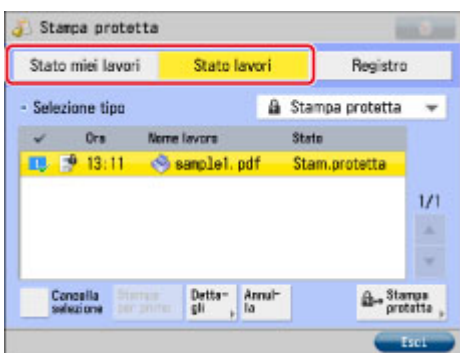 Stampa protetta
Stato miei lavori Stato lavori Registro
- Selezione tipo Stampa protetta
Ora Nome lavoro Stato
1 13:11 sample1.pdf Stam.protetta
1/1
Cancella selezione
Stampa per primo
Detta-gli
Annul-la
Stampa protetta
Esci